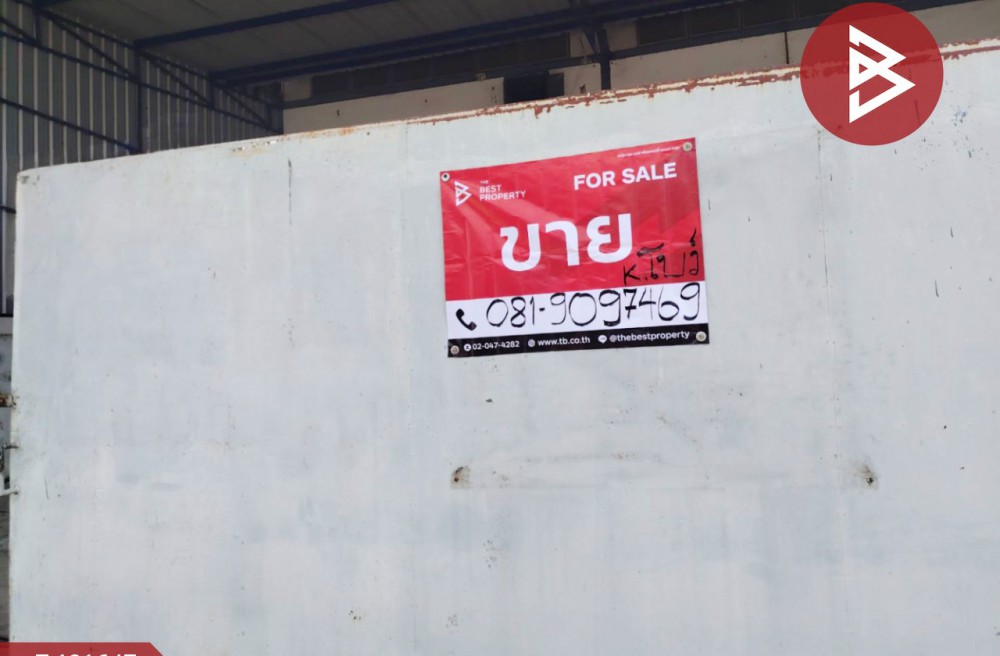 THE
BEST
PROPERTY
FOR SALE
ขาย
081-9097469
02-047-4282 www.tb.co.th @thebestproperty